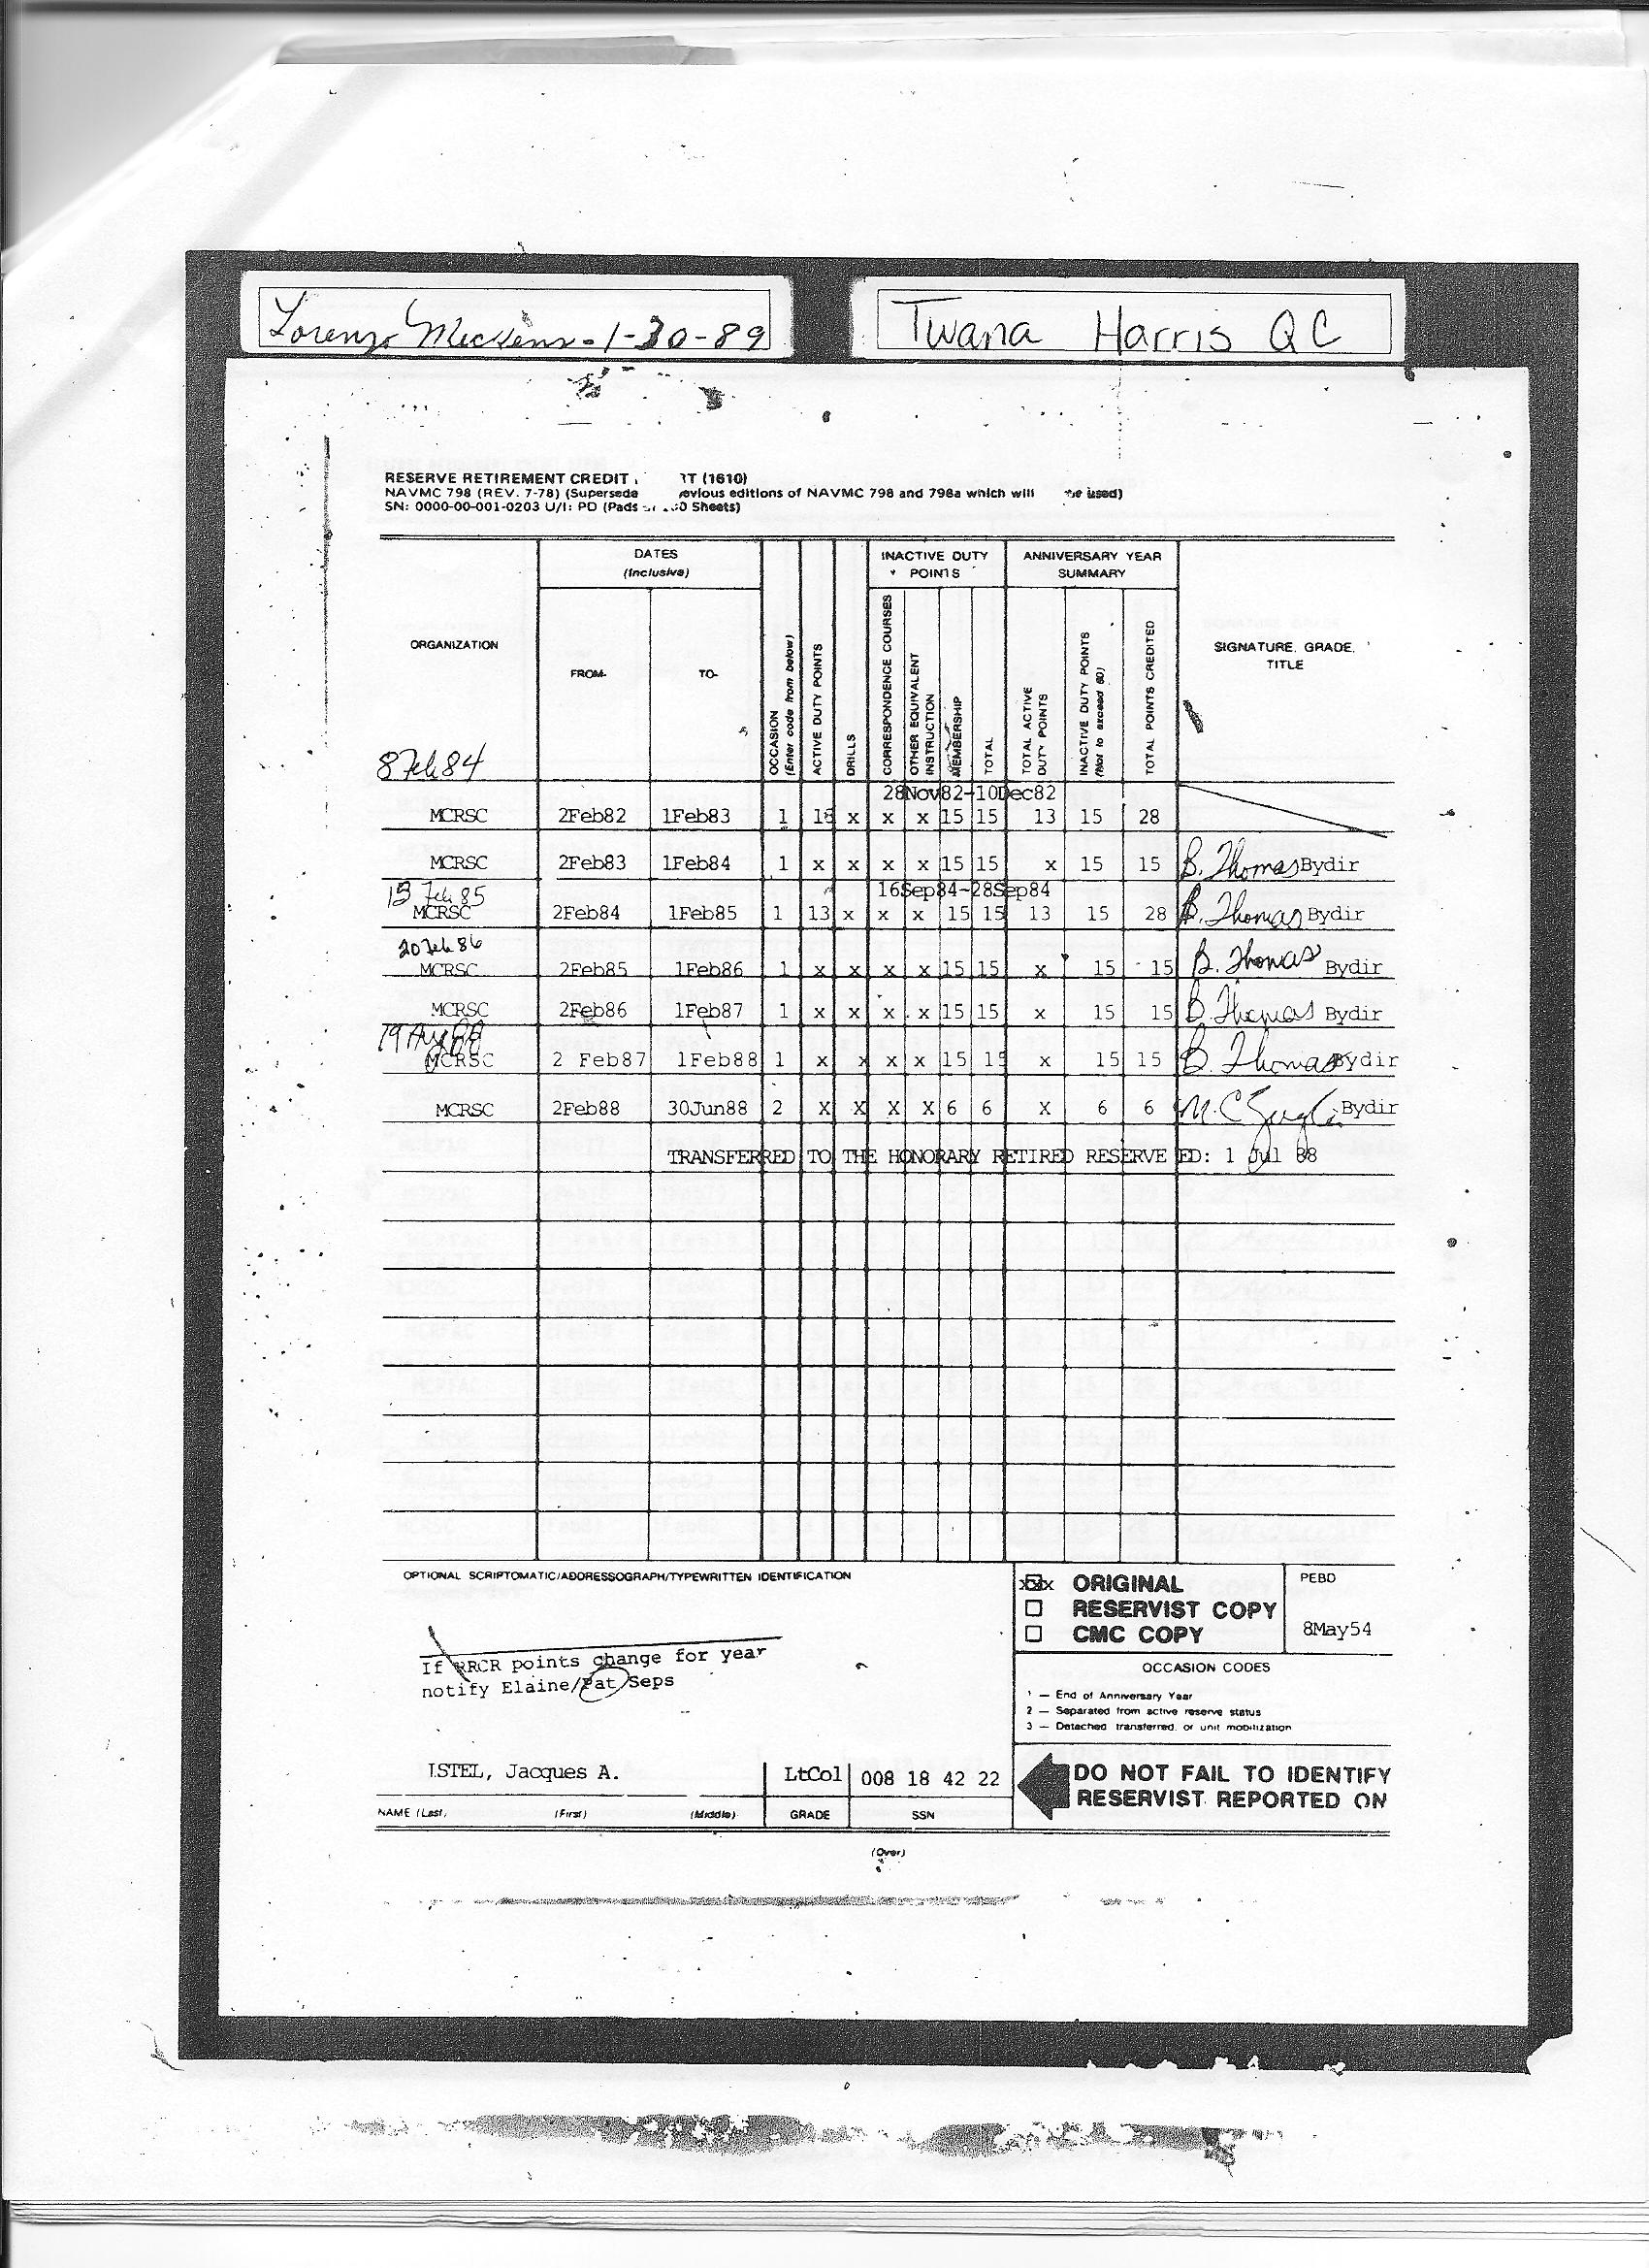 Lorenzo Mickens-1-30-89
Twana Harris QC
RESERVE RETIREMENT CREDIT RT (1610)
NAVMC 798 (REV. 7-78) (Supersede evious editions of NAVMC 798 and 798a which will be used)
SN: 0000-00-001-0203 U/I: PD (Pads Sheets)
ORGANIZATION
DATES
(Inclusive)
FROM-
TO-
OCCASION
(Enter code from below)
ACTIVE DUTY POINTS
DRILLS
INACTIVE DUTY
POINTS
CORRESPONDENCE COURSES
OTHER EQUIVALENT
INSTRUCTION
MEMBERSHIP
TOTAL
ANNIVERSARY YEAR
SUMMARY
TOTAL ACTIVE
DUTY POINTS
INACTIVE DUTY POINTS
(Not to exceed 60)
TOTAL POINTS CREDITED
SIGNATURE, GRADE,
TITLE
8 Feb 84
28Nov82-10Dec82
MCRSC 2Feb82 1Feb83 1 x x x 15 15 13 15 28
MCRSC 2Feb83 1Feb84 1 x x x x 15 15 x 15 15 B. Thomas Bydir
13 Feb 85 16Sep84-28Sep84
MCRSC 2Feb84 1Feb85 1 13 x x x 15 15 13 15 28 B. Thomas Bydir
20 Feb 86
MCRSC 2Feb85 1Feb86 1 x x x x 15 15 x 15 15 B. Thomas Bydir
MCRSC 2Feb86 1Feb87 1 x x x x 15 15 x 15 15 B. Thomas Bydir
MCRSC 2 Feb87 1Feb88 1 x x x x 15 15 x 15 15 B. Thomas Bydir
MCRSC 2Feb88 30Jun88 2 X X X X 6 6 X 6 6 M.C. Bydir
TRANSFERRED TO THE HONORARY RETIRED RESERVE ED: 1 Jul 88
OPTIONAL SCRIPTOMATIC/ADDRESSOGRAPH/TYPEWRITTEN IDENTIFICATION
If RRCR points change for year
notify Elaine/Pat Seps
xxx ORIGINAL
RESERVIST COPY
CMC COPY
PEBD
8May54
OCCASION CODES
1 — End of Anniversary Year
2 — Separated from active reserve status
3 — Detached transferred, or unit mobilization
ISTEL, Jacques A. LtCol 008 18 42 22
NAME (Last, (First) (Middle) GRADE SSN
DO NOT FAIL TO IDENTIFY
RESERVIST REPORTED ON
(Over)